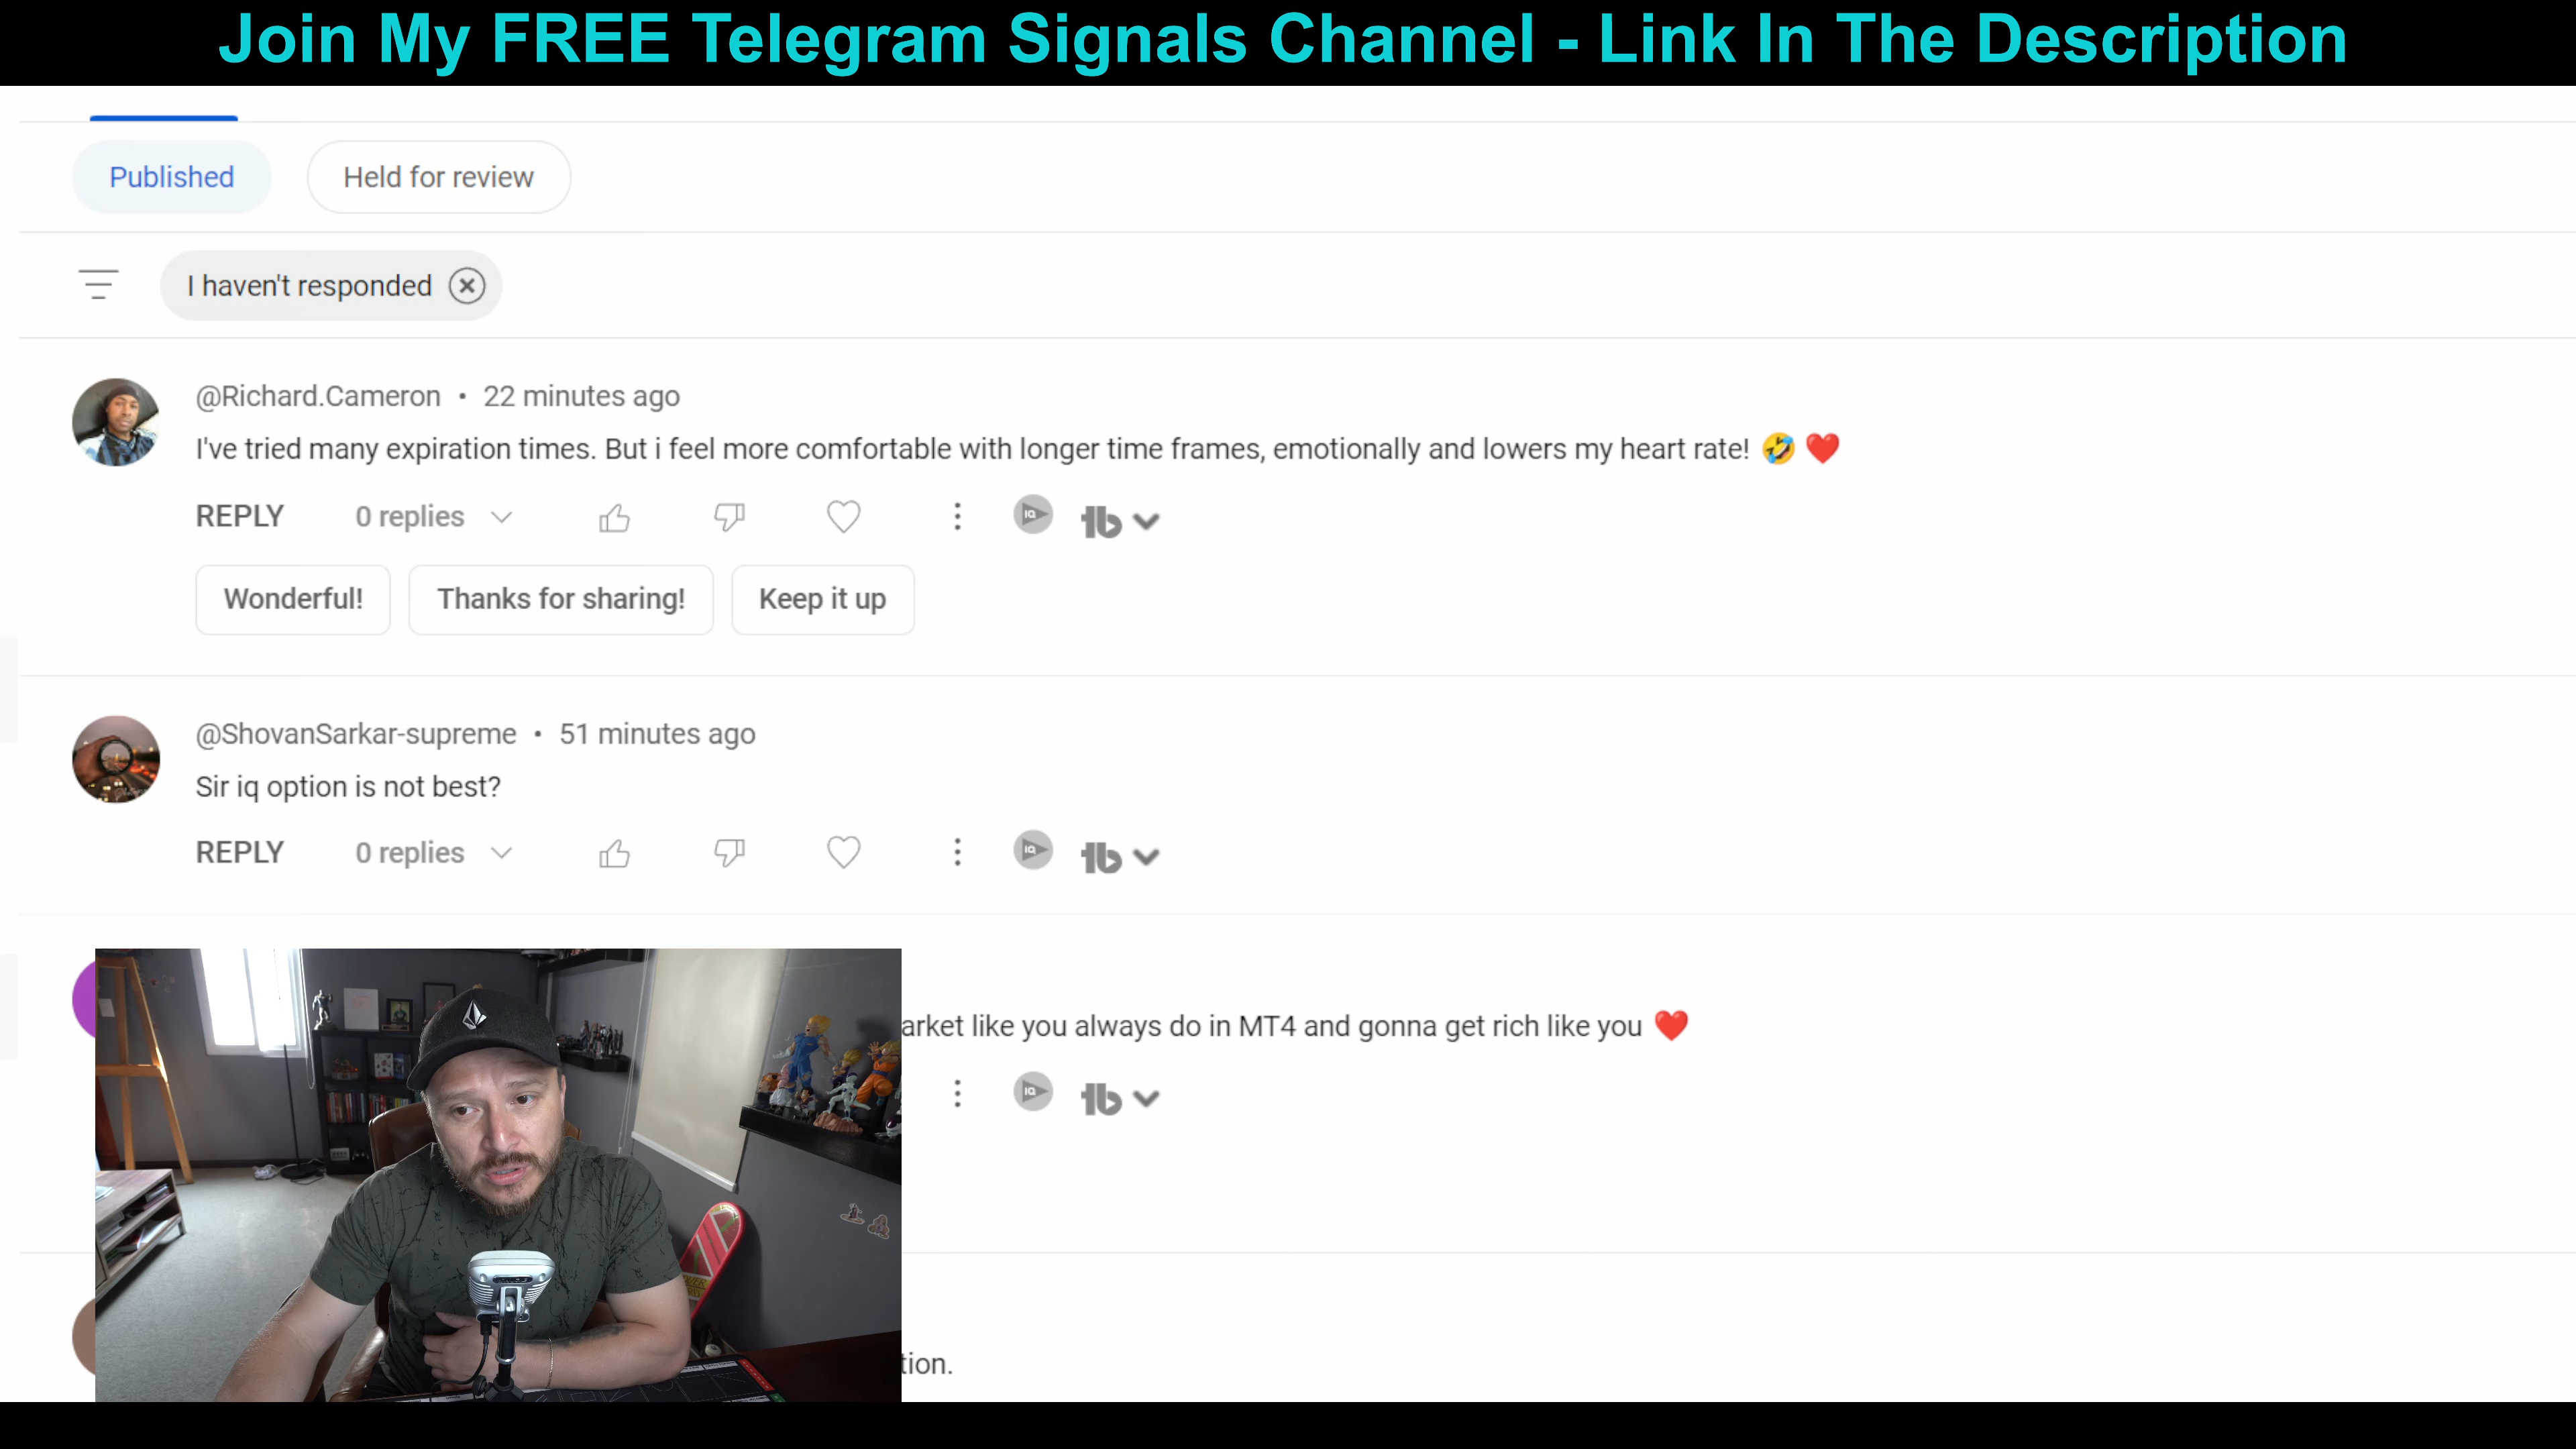 Join My FREE Telegram Signals Channel - Link In The Description
Published
Held for review
I haven't responded
@Richard.Cameron • 22 minutes ago
I've tried many expiration times. But i feel more comfortable with longer time frames, emotionally and lowers my heart rate! 🤣 ❤️
REPLY 0 replies
Wonderful! Thanks for sharing! Keep it up
@ShovanSarkar-supreme • 51 minutes ago
Sir iq option is not best?
REPLY 0 replies
arket like you always do in MT4 and gonna get rich like you ❤️
tion.